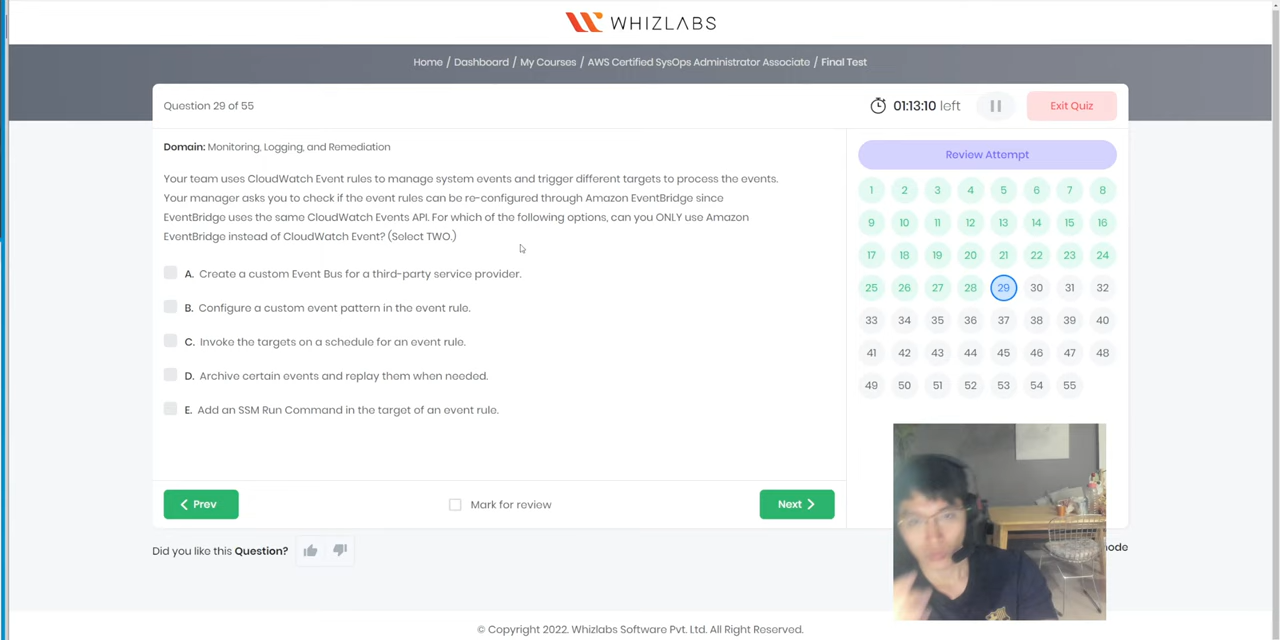 WHIZLABS
Home / Dashboard / My Courses / AWS Certified SysOps Administrator Associate / Final Test
Question 29 of 55
01:13:10 left
Exit Quiz
Domain: Monitoring, Logging, and Remediation
Your team uses CloudWatch Event rules to manage system events and trigger different targets to process the events.
Your manager asks you to check if the event rules can be re-configured through Amazon EventBridge since
EventBridge uses the same CloudWatch Events API. For which of the following options, can you ONLY use Amazon
EventBridge instead of CloudWatch Event? (Select TWO.)
A. Create a custom Event Bus for a third-party service provider.
B. Configure a custom event pattern in the event rule.
C. Invoke the targets on a schedule for an event rule.
D. Archive certain events and replay them when needed.
E. Add an SSM Run Command in the target of an event rule.
Prev
Mark for review
Next
Review Attempt
1 2 3 4 5 6 7 8
9 10 11 12 13 14 15 16
17 18 19 20 21 22 23 24
25 26 27 28 29 30 31 32
33 34 35 36 37 38 39 40
41 42 43 44 45 46 47 48
49 50 51 52 53 54 55
Did you like this Question?
© Copyright 2022. Whizlabs Software Pvt. Ltd. All Right Reserved.